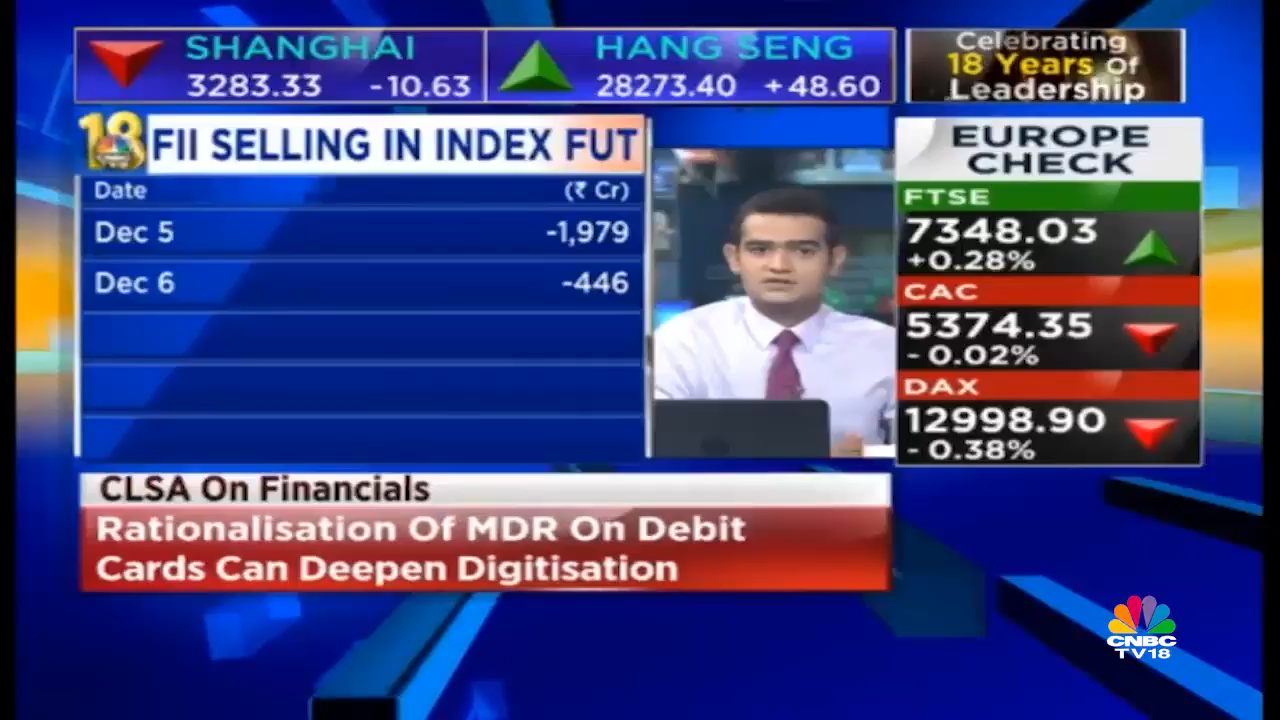 SHANGHAI
3283.33 -10.63
HANG SENG
28273.40 +48.60
Celebrating
18 Years Of
Leadership
18
FII SELLING IN INDEX FUT
Date (₹ Cr)
Dec 5 -1,979
Dec 6 -446
EUROPE
CHECK
FTSE
7348.03
+0.28%
CAC
5374.35
- 0.02%
DAX
12998.90
- 0.38%
CLSA On Financials
Rationalisation Of MDR On Debit
Cards Can Deepen Digitisation
CNBC
TV18